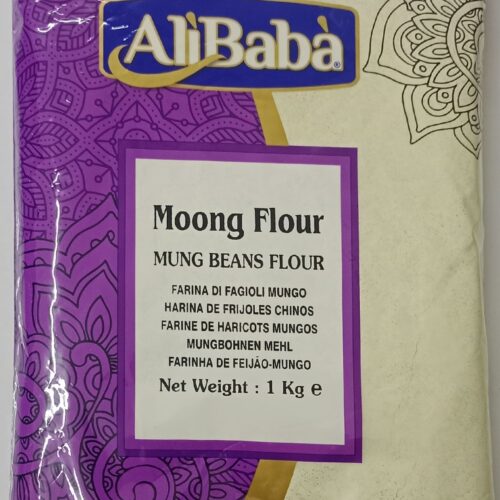 AlìBabà®
Moong Flour
MUNG BEANS FLOUR
FARINA DI FAGIOLI MUNGO
HARINA DE FRIJOLES CHINOS
FARINE DE HARICOTS MUNGOS
MUNGBOHNEN MEHL
FARINHA DE FEIJÃO-MUNGO
Net Weight : 1 Kg ℮